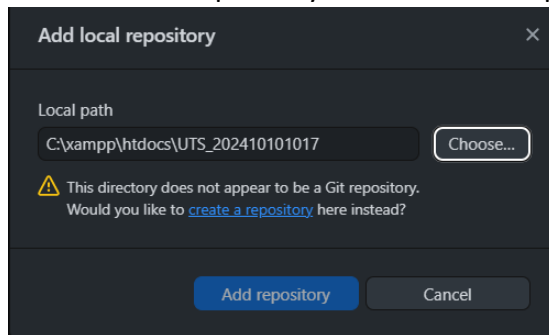 Add local repository
Local path
C:\xampp\htdocs\UTS_202410101017
Choose...
This directory does not appear to be a Git repository.
Would you like to create a repository here instead?
Add repository
Cancel